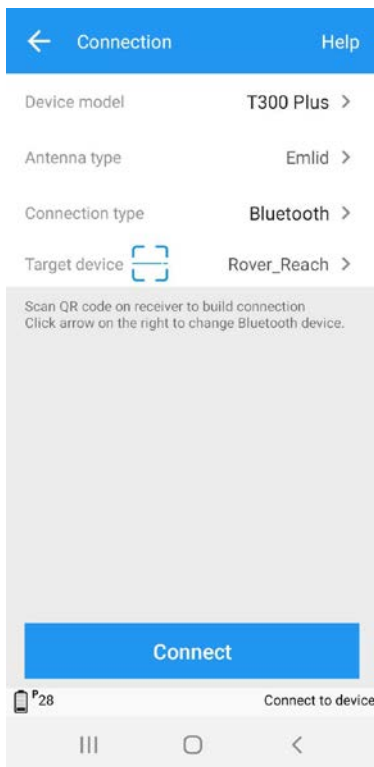 Connection Help
Device model T300 Plus
Antenna type Emlid
Connection type Bluetooth
Target device Rover_Reach
Scan QR code on receiver to build connection
Click arrow on the right to change Bluetooth device.
Connect
P28 Connect to device